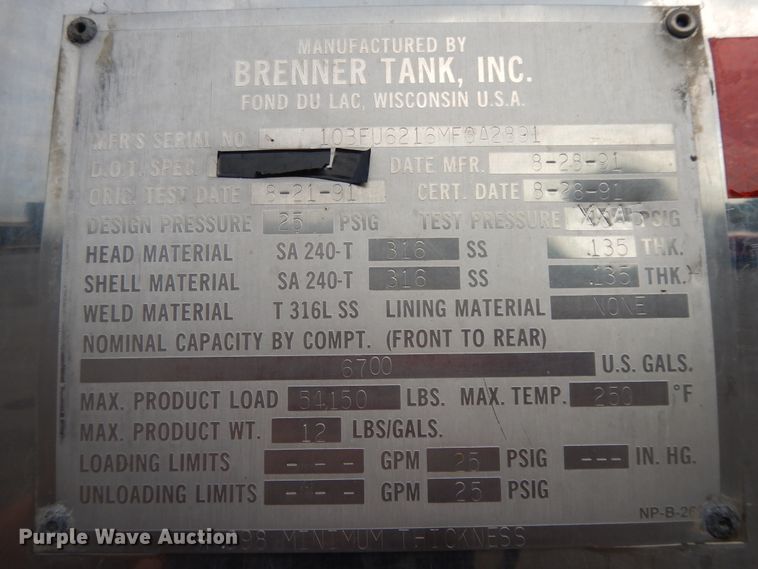 MANUFACTURED BY
BRENNER TANK, INC.
FOND DU LAC, WISCONSIN U.S.A.
MFR'S SERIAL NO 10BFU6216MF0A2891
D.O.T. SPEC. DATE MFR. 8-28-91
ORIG. TEST DATE 8-21-91 CERT. DATE 8-28-91
DESIGN PRESSURE 25 PSIG TEST PRESSURE PSIG
HEAD MATERIAL SA 240-T 316 SS .135 THK.
SHELL MATERIAL SA 240-T 316 SS .135 THK.
WELD MATERIAL T 316L SS LINING MATERIAL NONE
NOMINAL CAPACITY BY COMPT. (FRONT TO REAR)
6700 U.S. GALS.
MAX. PRODUCT LOAD 54,150 LBS. MAX. TEMP. 250 °F
MAX. PRODUCT WT. 12 LBS/GALS.
LOADING LIMITS --- GPM 25 PSIG --- IN. HG.
UNLOADING LIMITS --- GPM 25 PSIG
NP-B-26
MINIMUM THICKNESS
Purple Wave Auction